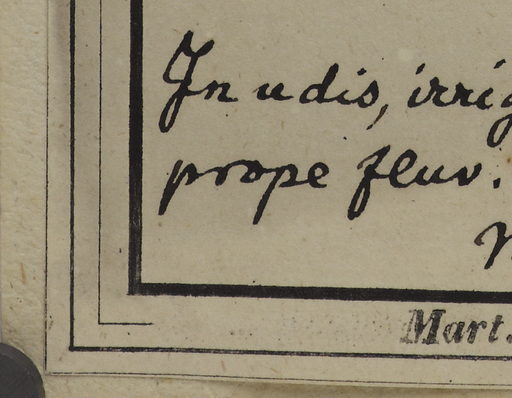 In udis, irrig
prope fluv.
Mart.